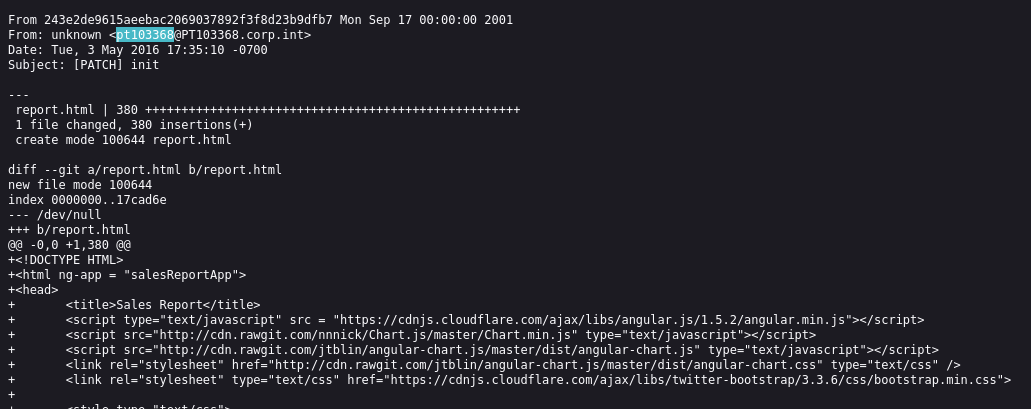 From 243e2de9615aeebac2069037892f3f8d23b9dfb7 Mon Sep 17 00:00:00 2001
From: unknown <pt103368@PT103368.corp.int>
Date: Tue, 3 May 2016 17:35:10 -0700
Subject: [PATCH] init

---
 report.html | 380 ++++++++++++++++++++++++++++++++++++++++++++++++++++
 1 file changed, 380 insertions(+)
 create mode 100644 report.html

diff --git a/report.html b/report.html
new file mode 100644
index 0000000..17cad6e
--- /dev/null
+++ b/report.html
@@ -0,0 +1,380 @@
+<!DOCTYPE HTML>
+<html ng-app = "salesReportApp">
+<head>
+	<title>Sales Report</title>
+	<script type="text/javascript" src = "https://cdnjs.cloudflare.com/ajax/libs/angular.js/1.5.2/angular.min.js"></script>
+	<script src="http://cdn.rawgit.com/nnnick/Chart.js/master/Chart.min.js" type="text/javascript"></script>
+	<script src="http://cdn.rawgit.com/jtblin/angular-chart.js/master/dist/angular-chart.js" type="text/javascript"></script>
+	<link rel="stylesheet" href="http://cdn.rawgit.com/jtblin/angular-chart.js/master/dist/angular-chart.css" type="text/css" />
+	<link rel="stylesheet" type="text/css" href="https://cdnjs.cloudflare.com/ajax/libs/twitter-bootstrap/3.3.6/css/bootstrap.min.css">
+
+	<style type="text/css">